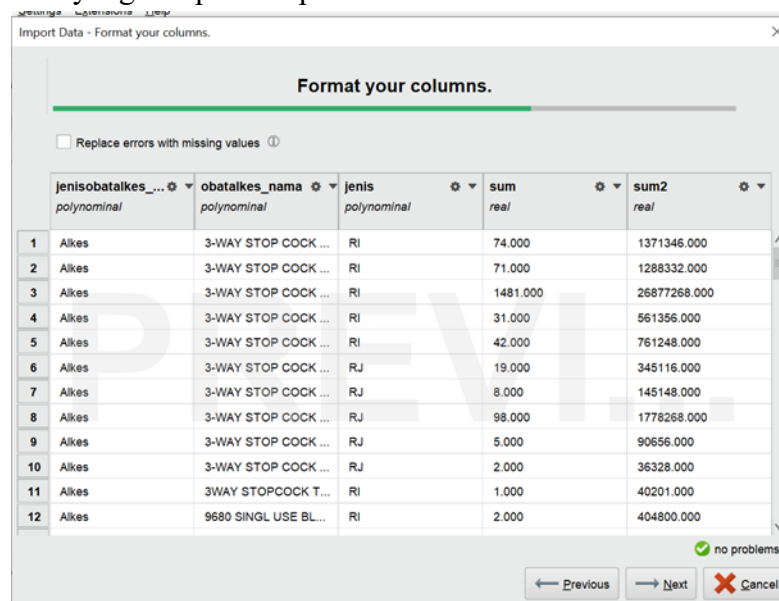 Settings Extensions Help
Import Data - Format your columns.
Format your columns.
Replace errors with missing values
jenisobatalkes_... obatalkes_nama jenis sum sum2
polynominal polynominal polynominal real real
1 Alkes 3-WAY STOP COCK ... RI 74.000 1371346.000
2 Alkes 3-WAY STOP COCK ... RI 71.000 1288332.000
3 Alkes 3-WAY STOP COCK ... RI 1481.000 26877268.000
4 Alkes 3-WAY STOP COCK ... RI 31.000 561356.000
5 Alkes 3-WAY STOP COCK ... RI 42.000 761248.000
6 Alkes 3-WAY STOP COCK ... RJ 19.000 345116.000
7 Alkes 3-WAY STOP COCK ... RJ 8.000 145148.000
8 Alkes 3-WAY STOP COCK ... RJ 98.000 1778268.000
9 Alkes 3-WAY STOP COCK ... RJ 5.000 90656.000
10 Alkes 3-WAY STOP COCK ... RJ 2.000 36328.000
11 Alkes 3WAY STOPCOCK T... RI 1.000 40201.000
12 Alkes 9680 SINGL USE BL... RI 2.000 404800.000
PREVI...
no problems
Previous Next Cancel